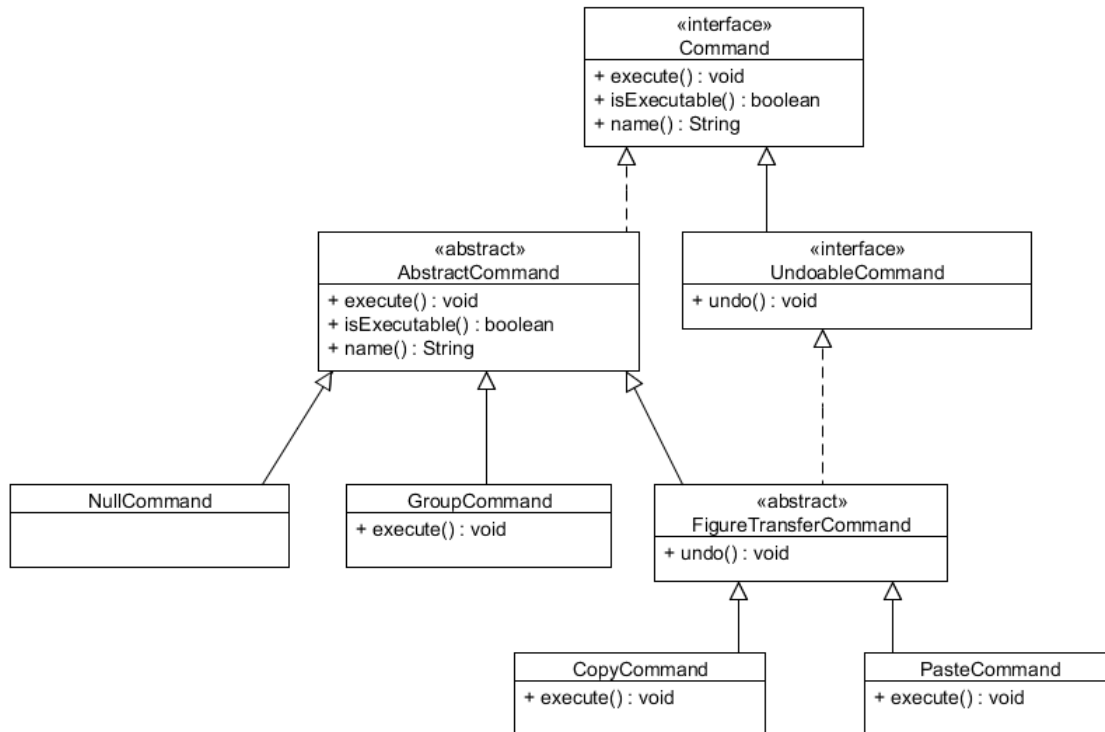 «interface»
Command
+ execute() : void
+ isExecutable() : boolean
+ name() : String
«abstract»
AbstractCommand
+ execute() : void
+ isExecutable() : boolean
+ name() : String
«interface»
UndoableCommand
+ undo() : void
NullCommand
GroupCommand
+ execute() : void
«abstract»
FigureTransferCommand
+ undo() : void
CopyCommand
+ execute() : void
PasteCommand
+ execute() : void